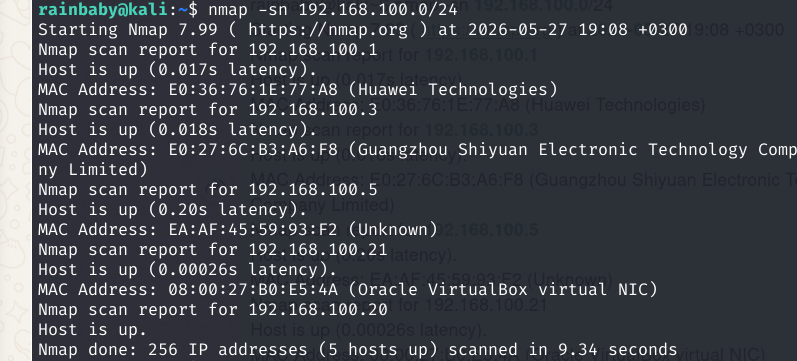 rainbaby@kali:~$ nmap -sn 192.168.100.0/24
Starting Nmap 7.99 ( https://nmap.org ) at 2026-05-27 19:08 +0300
Nmap scan report for 192.168.100.1
Host is up (0.017s latency).
MAC Address: E0:36:76:1E:77:A8 (Huawei Technologies)
Nmap scan report for 192.168.100.3
Host is up (0.018s latency).
MAC Address: E0:27:6C:B3:A6:F8 (Guangzhou Shiyuan Electronic Technology Comp
ny Limited)
Nmap scan report for 192.168.100.5
Host is up (0.20s latency).
MAC Address: EA:AF:45:59:93:F2 (Unknown)
Nmap scan report for 192.168.100.21
Host is up (0.00026s latency).
MAC Address: 08:00:27:B0:E5:4A (Oracle VirtualBox virtual NIC)
Nmap scan report for 192.168.100.20
Host is up.
Nmap done: 256 IP addresses (5 hosts up) scanned in 9.34 seconds